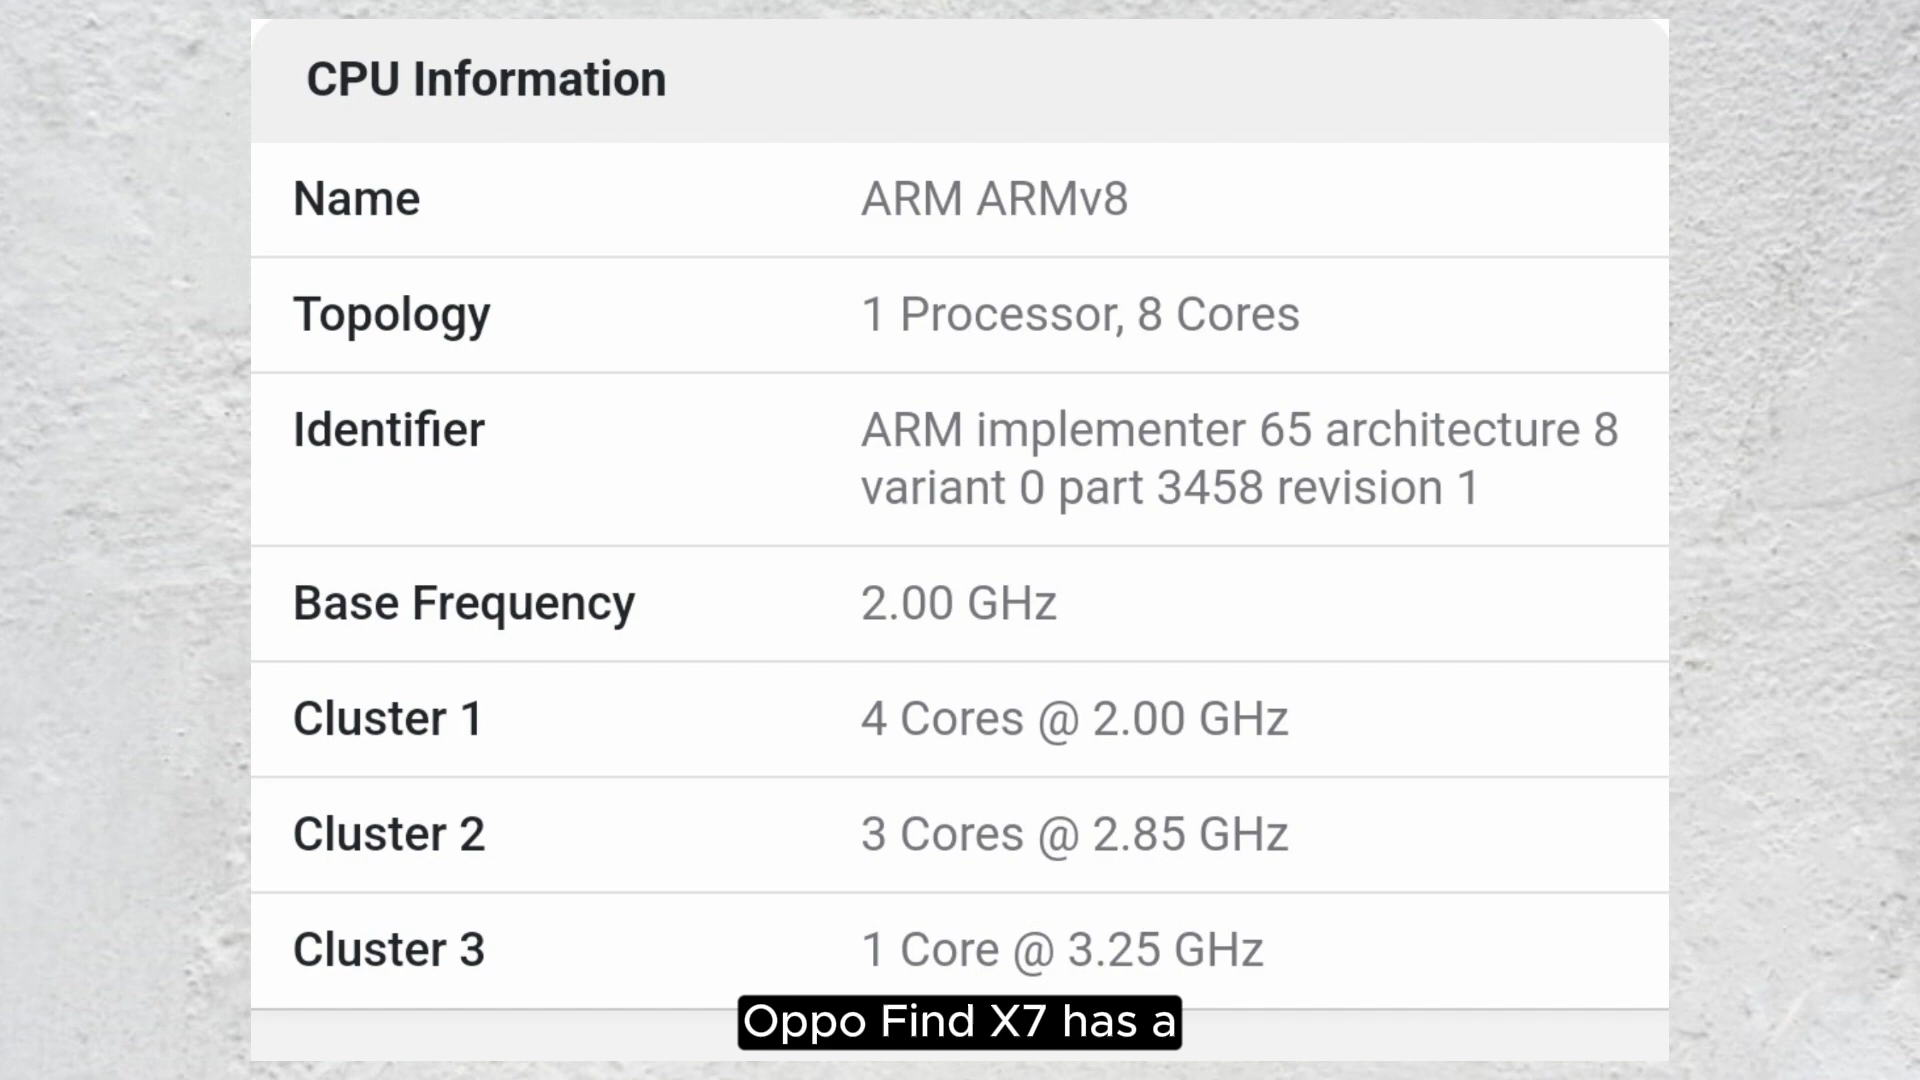 CPU Information
Name ARM ARMv8
Topology 1 Processor, 8 Cores
Identifier ARM implementer 65 architecture 8
variant 0 part 3458 revision 1
Base Frequency 2.00 GHz
Cluster 1 4 Cores @ 2.00 GHz
Cluster 2 3 Cores @ 2.85 GHz
Cluster 3 1 Core @ 3.25 GHz
Oppo Find X7 has a